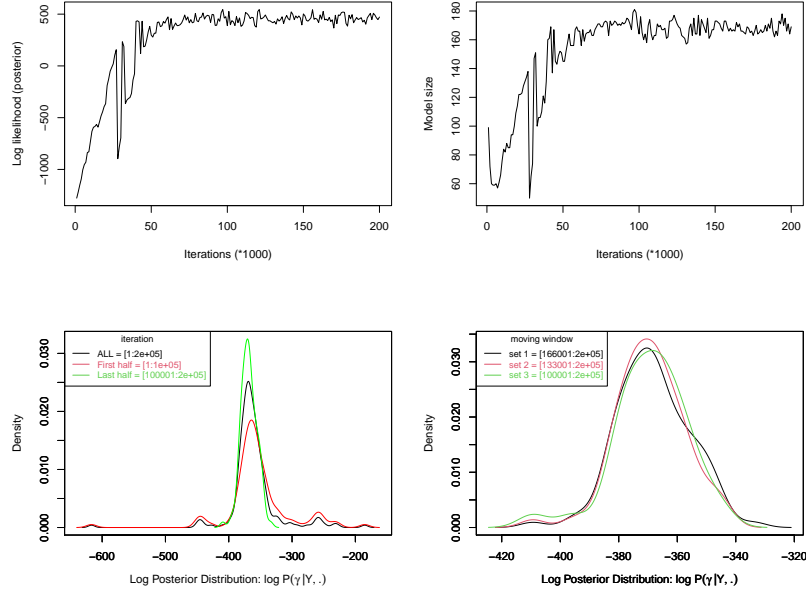 Log likelihood (posterior)
500
0
−500
−1000
0 50 100 150 200
Iterations (*1000)
Model size
180
160
140
120
100
80
60
0 50 100 150 200
Iterations (*1000)
Density
0.030
0.020
0.010
0.000
iteration
ALL = [1:2e+05]
First half = [1:1e+05]
Last half = [100001:2e+05]
−600 −400 −200
Log Posterior Distribution: log P(γ|Y, .)
Density
0.030
0.020
0.010
0.000
moving window
set 1 = [166001:2e+05]
set 2 = [133001:2e+05]
set 3 = [100001:2e+05]
−420 −400 −380 −360 −340 −320
Log Posterior Distribution: log P(γ|Y, .)